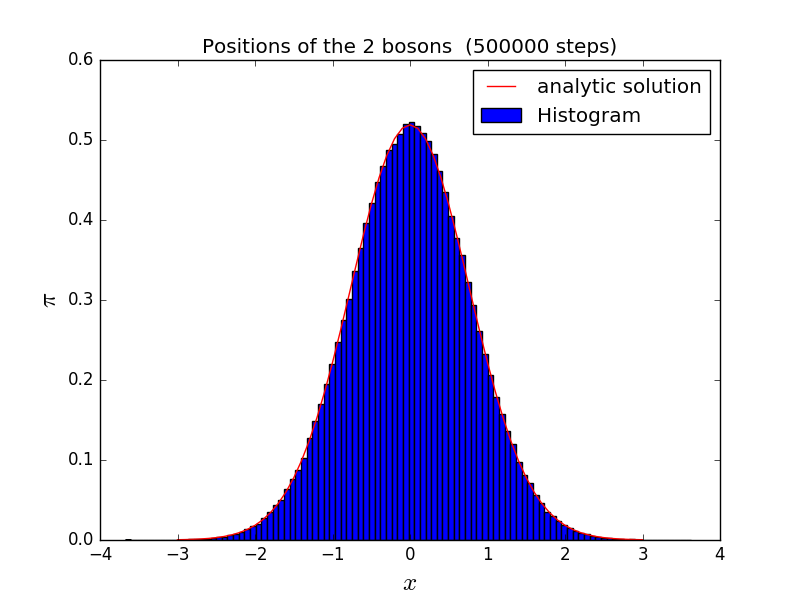 Positions of the 2 bosons  (500000 steps)
analytic solution
Histogram
0.6
0.5
0.4
0.3
0.2
0.1
0.0
π
−4 −3 −2 −1 0 1 2 3 4
x